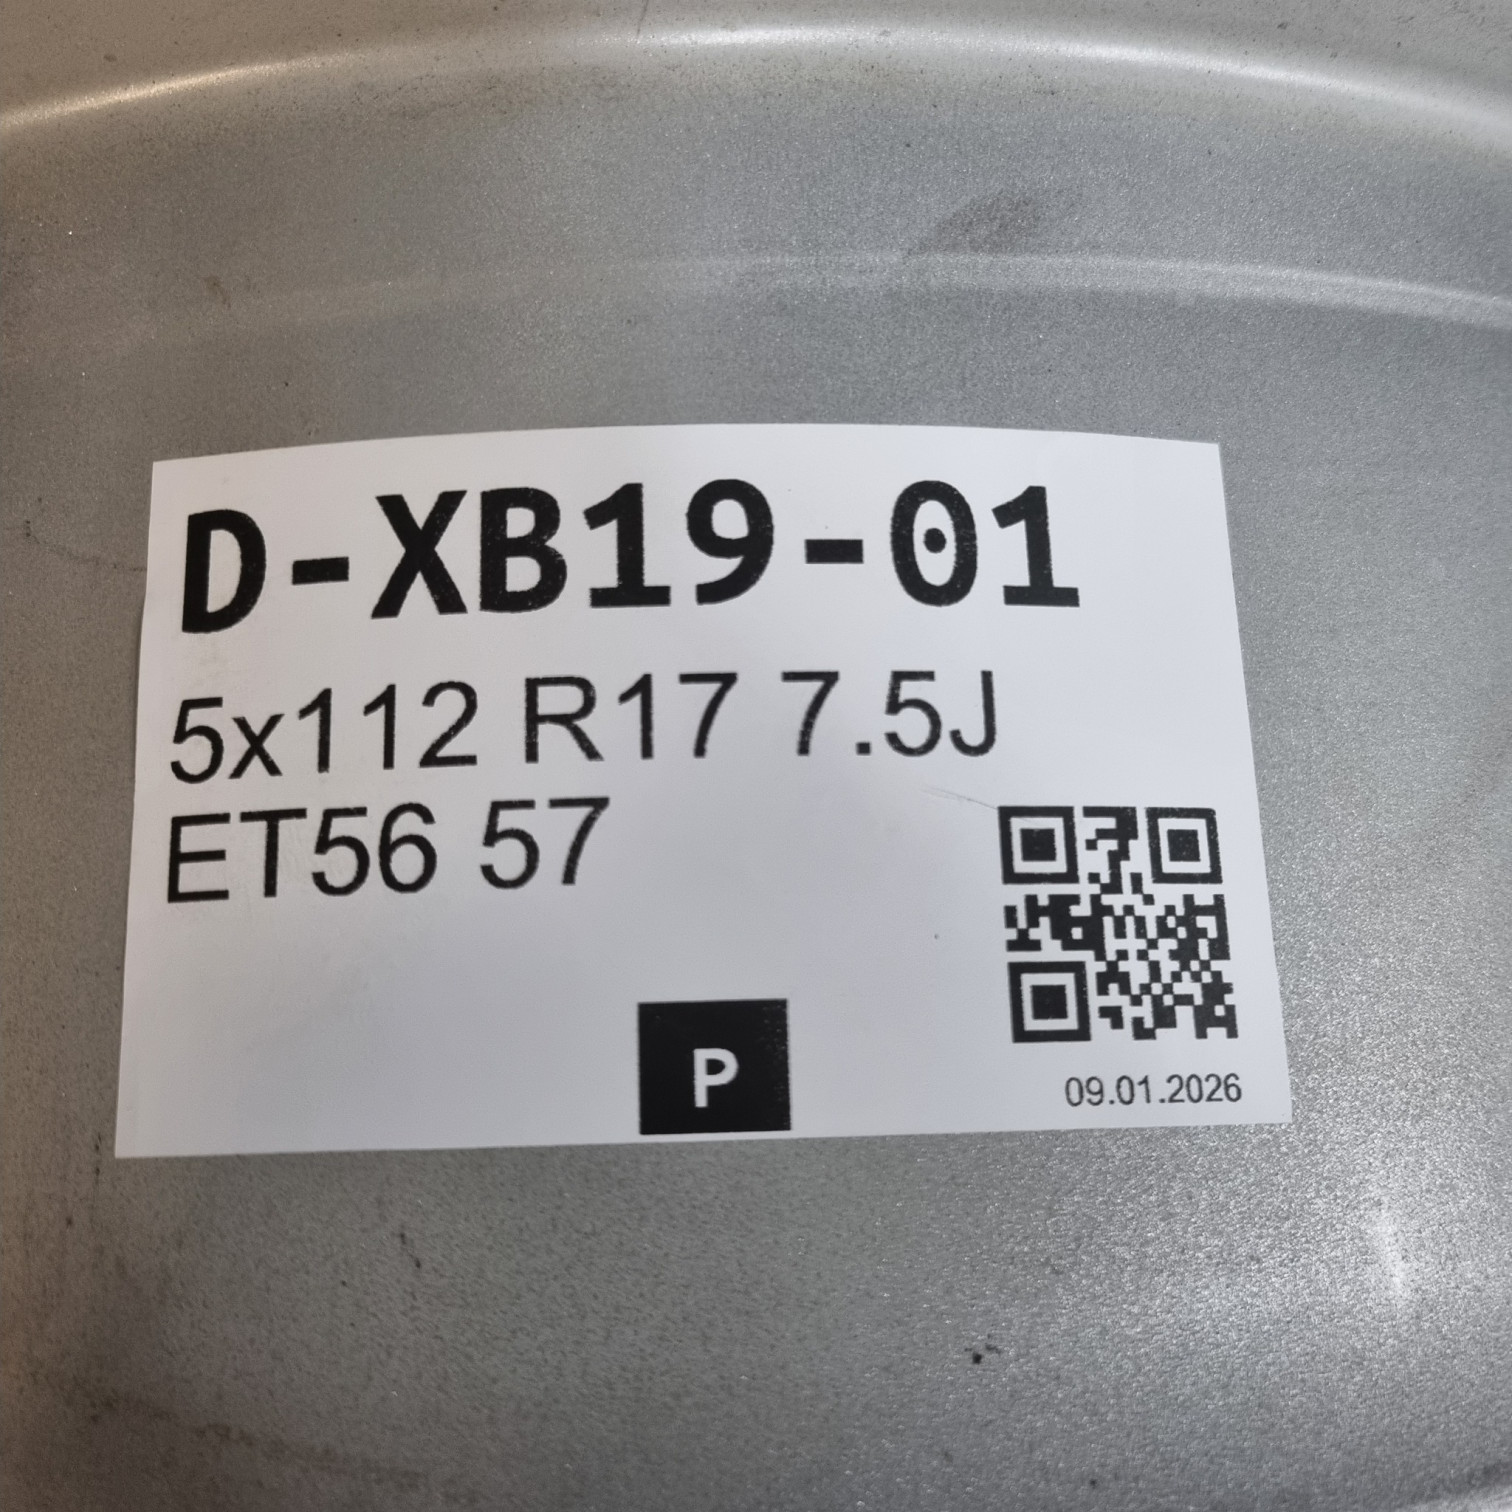 D-XB19-01
5x112 R17 7.5J
ET56 57
P
09.01.2026